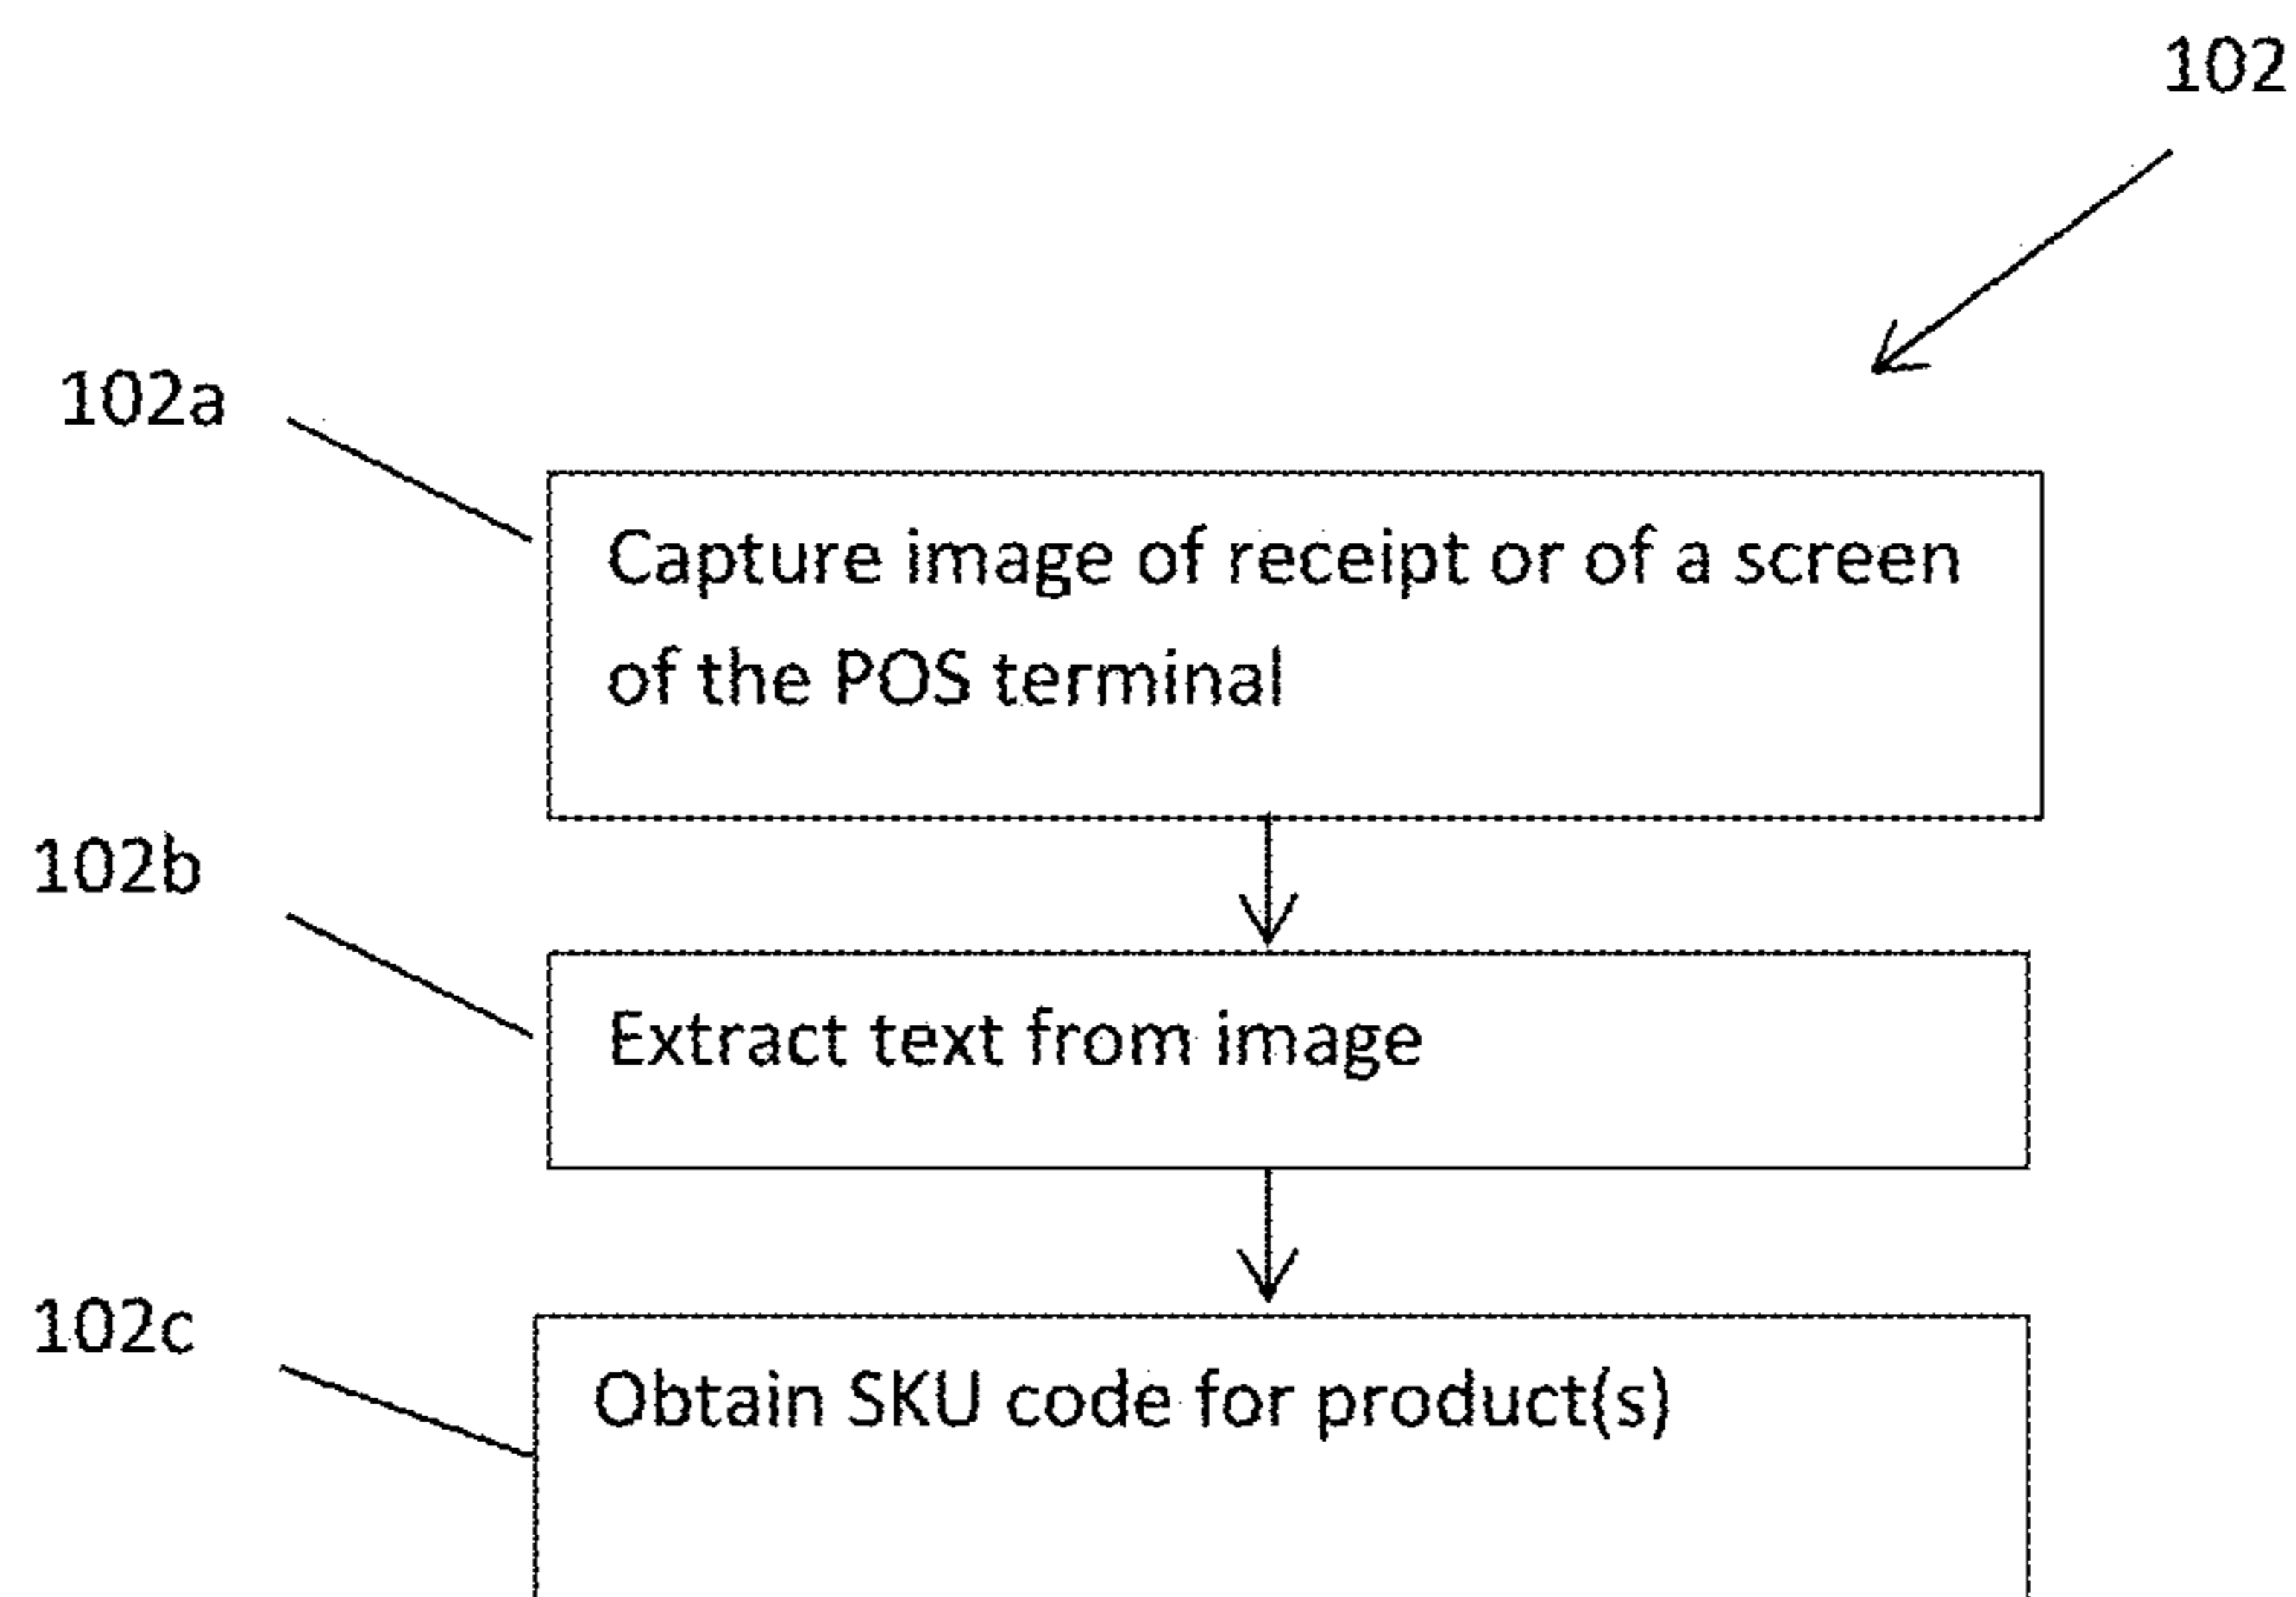 102
102a
Capture image of receipt or of a screen
of the POS terminal
102b
Extract text from image
102c
Obtain SKU code for product(s)